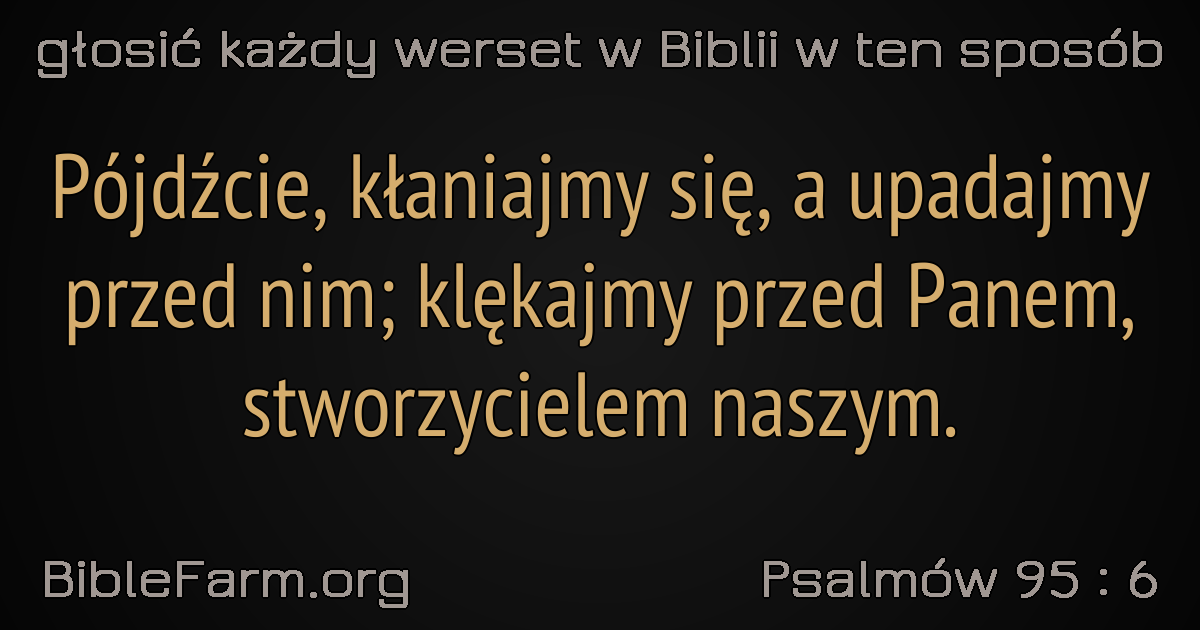 głosić każdy werset w Biblii w ten sposób
Pójdźcie, kłaniajmy się, a upadajmy
przed nim; klękajmy przed Panem,
stworzycielem naszym.
BibleFarm.org
Psalmów 95 : 6